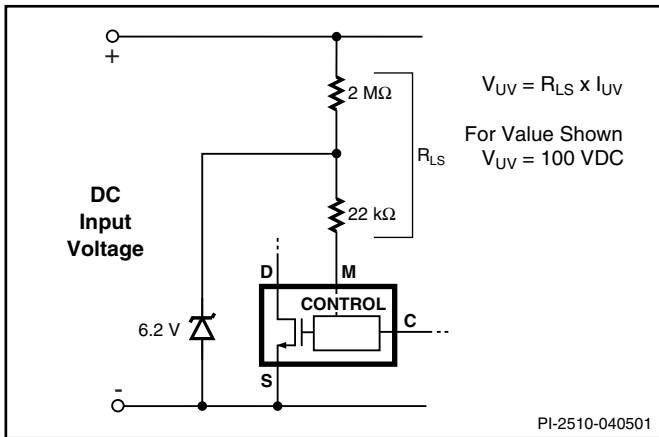 +
2 MΩ
V_UV = R_LS x I_UV
For Value Shown
V_UV = 100 VDC
R_LS
DC
Input
Voltage
22 kΩ
D
M
CONTROL
C
6.2 V
S
-
PI-2510-040501